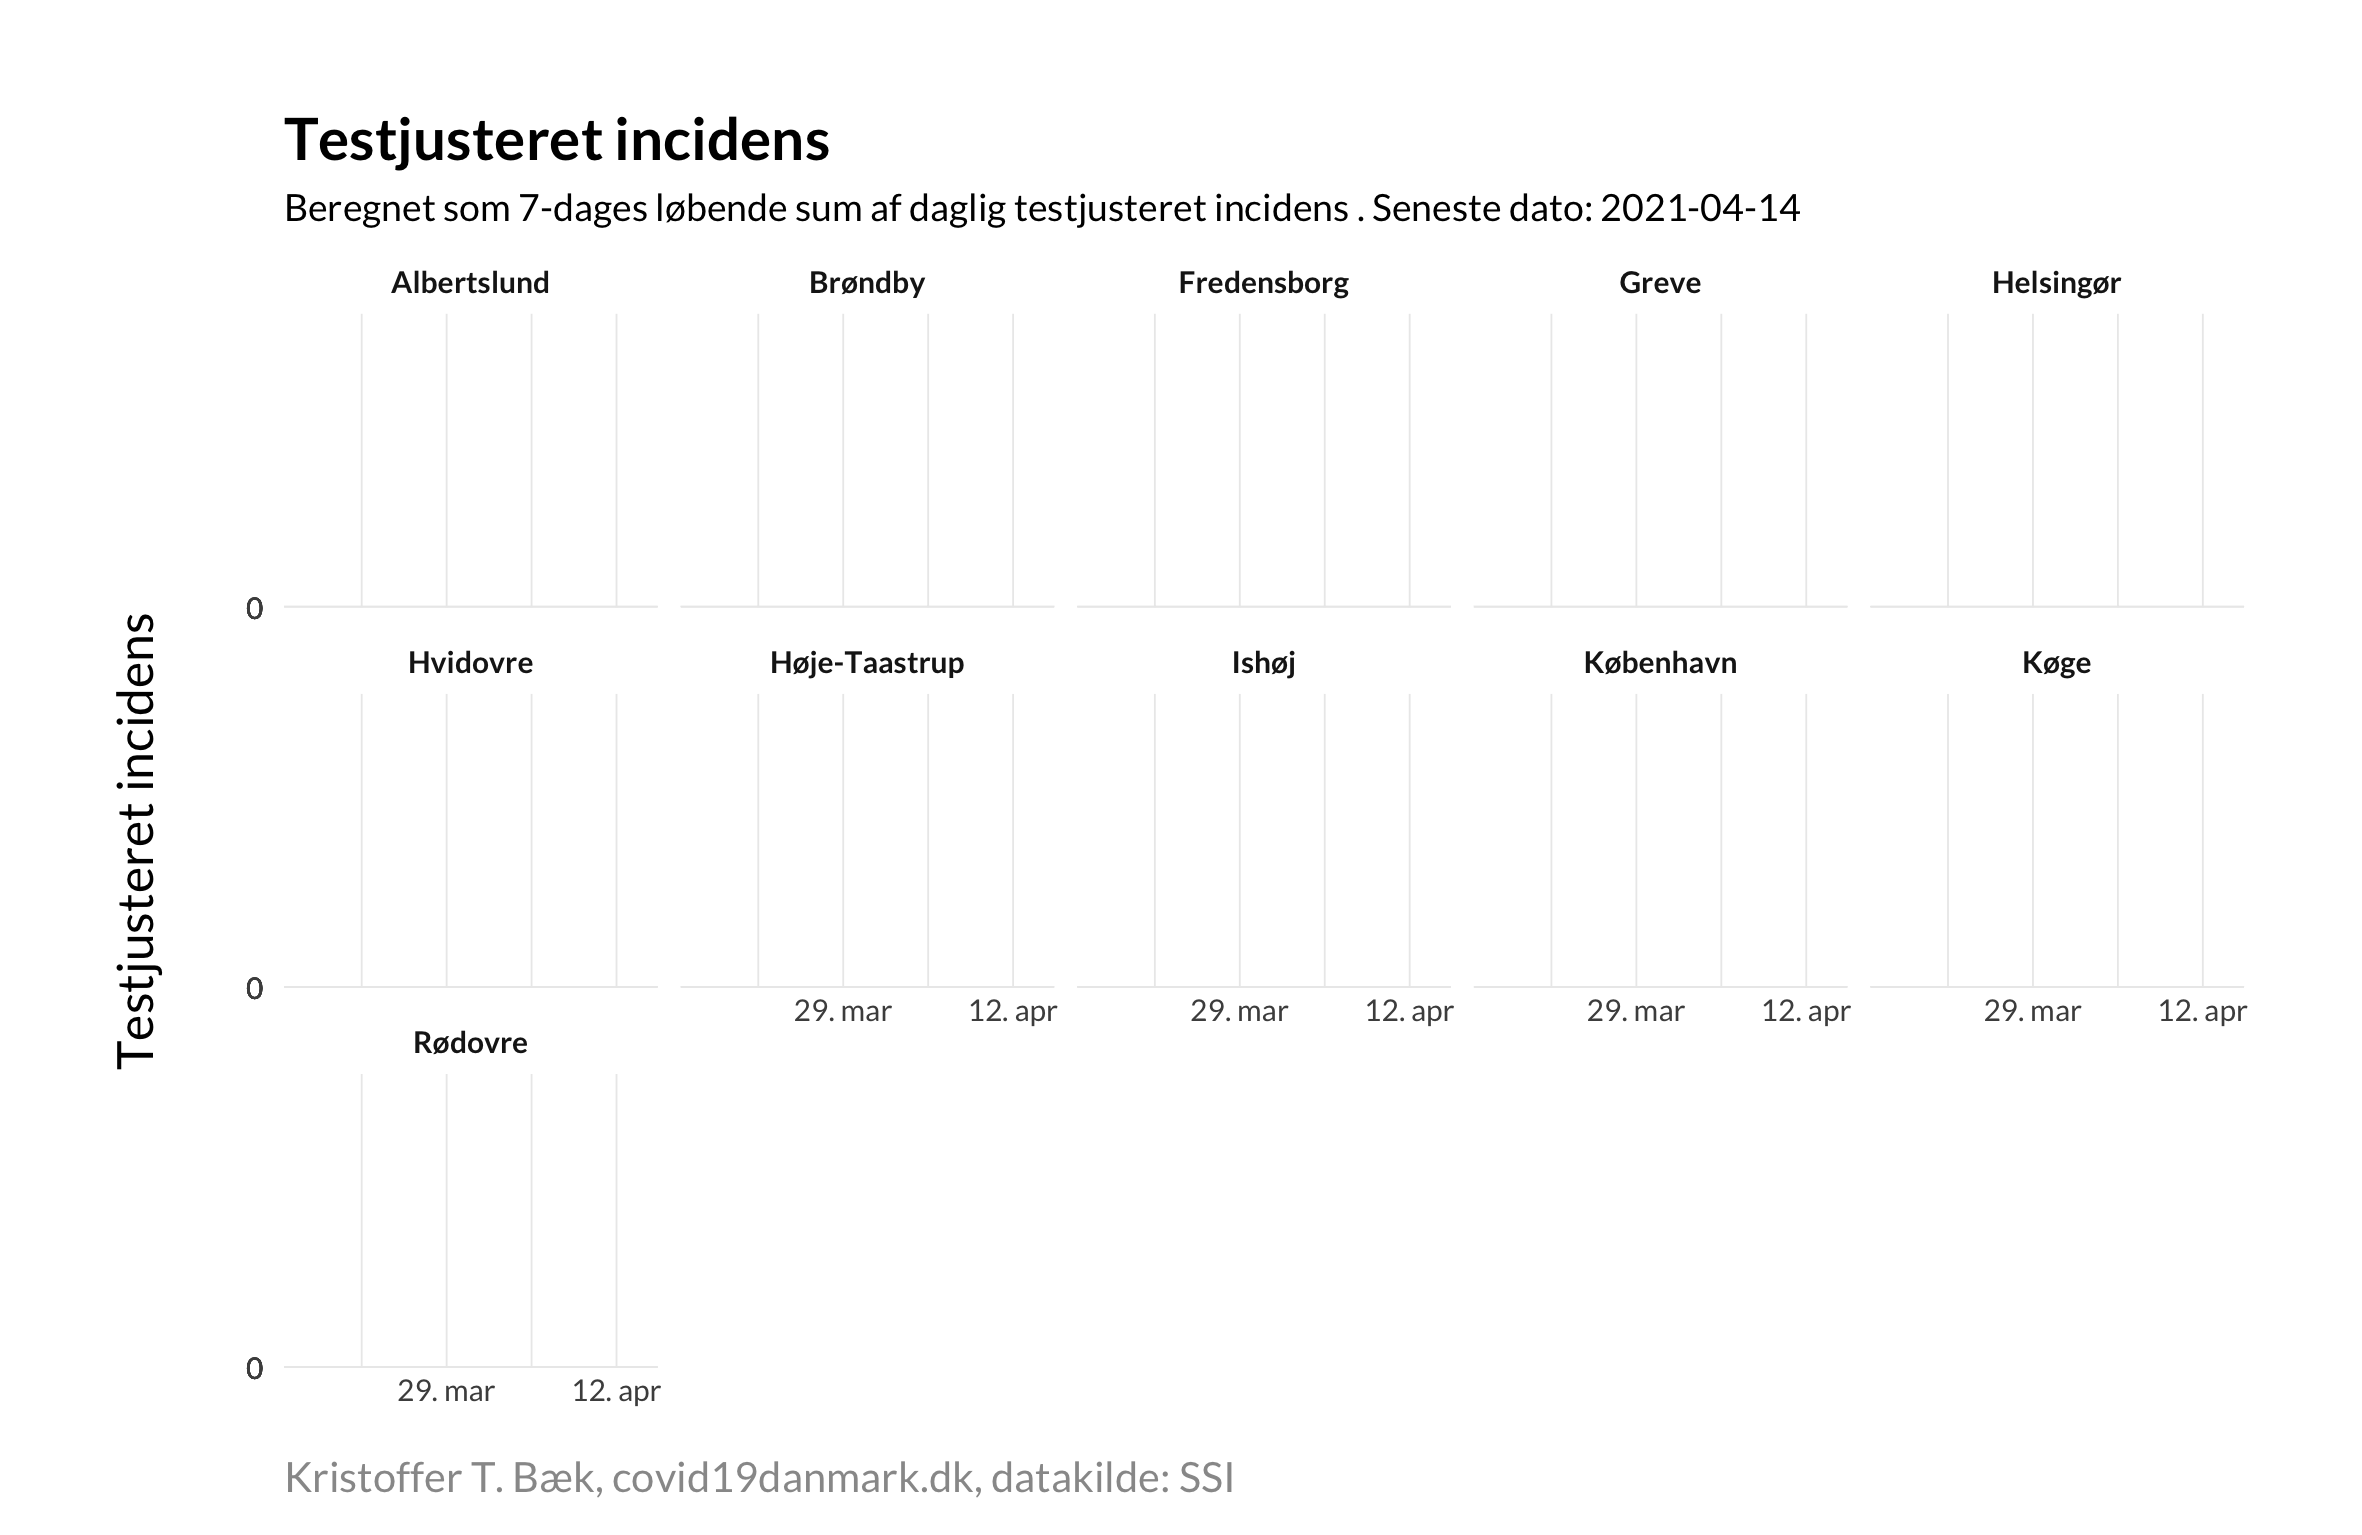 Testjusteret incidens
Beregnet som 7-dages løbende sum af daglig testjusteret incidens . Seneste dato: 2021-04-14
Albertslund Brøndby Fredensborg Greve Helsingør
0
Hvidovre Høje-Taastrup Ishøj København Køge
0
29. mar 12. apr 29. mar 12. apr 29. mar 12. apr 29. mar 12. apr
Rødovre
0
29. mar 12. apr
Testjusteret incidens
Kristoffer T. Bæk, covid19danmark.dk, datakilde: SSI